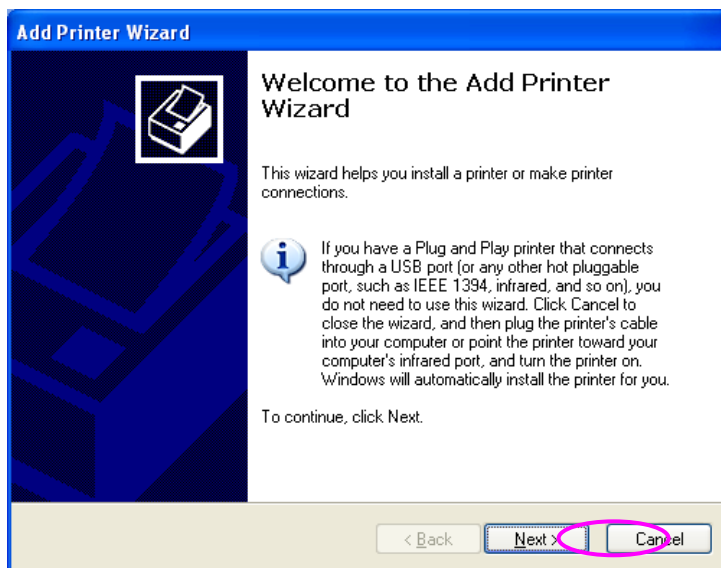 Add Printer Wizard
Welcome to the Add Printer
Wizard
This wizard helps you install a printer or make printer
connections.
If you have a Plug and Play printer that connects
through a USB port (or any other hot pluggable
port, such as IEEE 1394, infrared, and so on), you
do not need to use this wizard. Click Cancel to
close the wizard, and then plug the printer's cable
into your computer or point the printer toward your
computer's infrared port, and turn the printer on.
Windows will automatically install the printer for you.
To continue, click Next.
< Back Next > Cancel